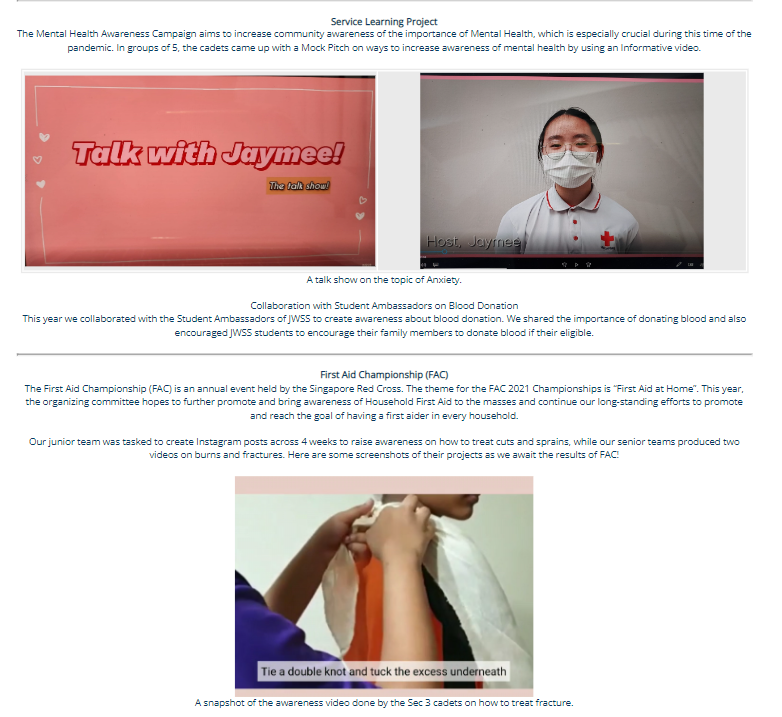 Service Learning Project
The Mental Health Awareness Campaign aims to increase community awareness of the importance of Mental Health, which is especially crucial during this time of the
pandemic. In groups of 5, the cadets came up with a Mock Pitch on ways to increase awareness of mental health by using an Informative video.
Talk with Jaymee!
The talk show!
Host, Jaymee
A talk show on the topic of Anxiety.
Collaboration with Student Ambassadors on Blood Donation
This year we collaborated with the Student Ambassadors of JWSS to create awareness about blood donation. We shared the importance of donating blood and also
encouraged JWSS students to encourage their family members to donate blood if their eligible.
First Aid Championship (FAC)
The First Aid Championship (FAC) is an annual event held by the Singapore Red Cross. The theme for the FAC 2021 Championships is "First Aid at Home". This year,
the organizing committee hopes to further promote and bring awareness of Household First Aid to the masses and continue our long-standing efforts to promote
and reach the goal of having a first aider in every household.
Our junior team was tasked to create Instagram posts across 4 weeks to raise awareness on how to treat cuts and sprains, while our senior teams produced two
videos on burns and fractures. Here are some screenshots of their projects as we await the results of FAC!
Tie a double knot and tuck the excess underneath
A snapshot of the awareness video done by the Sec 3 cadets on how to treat fracture.